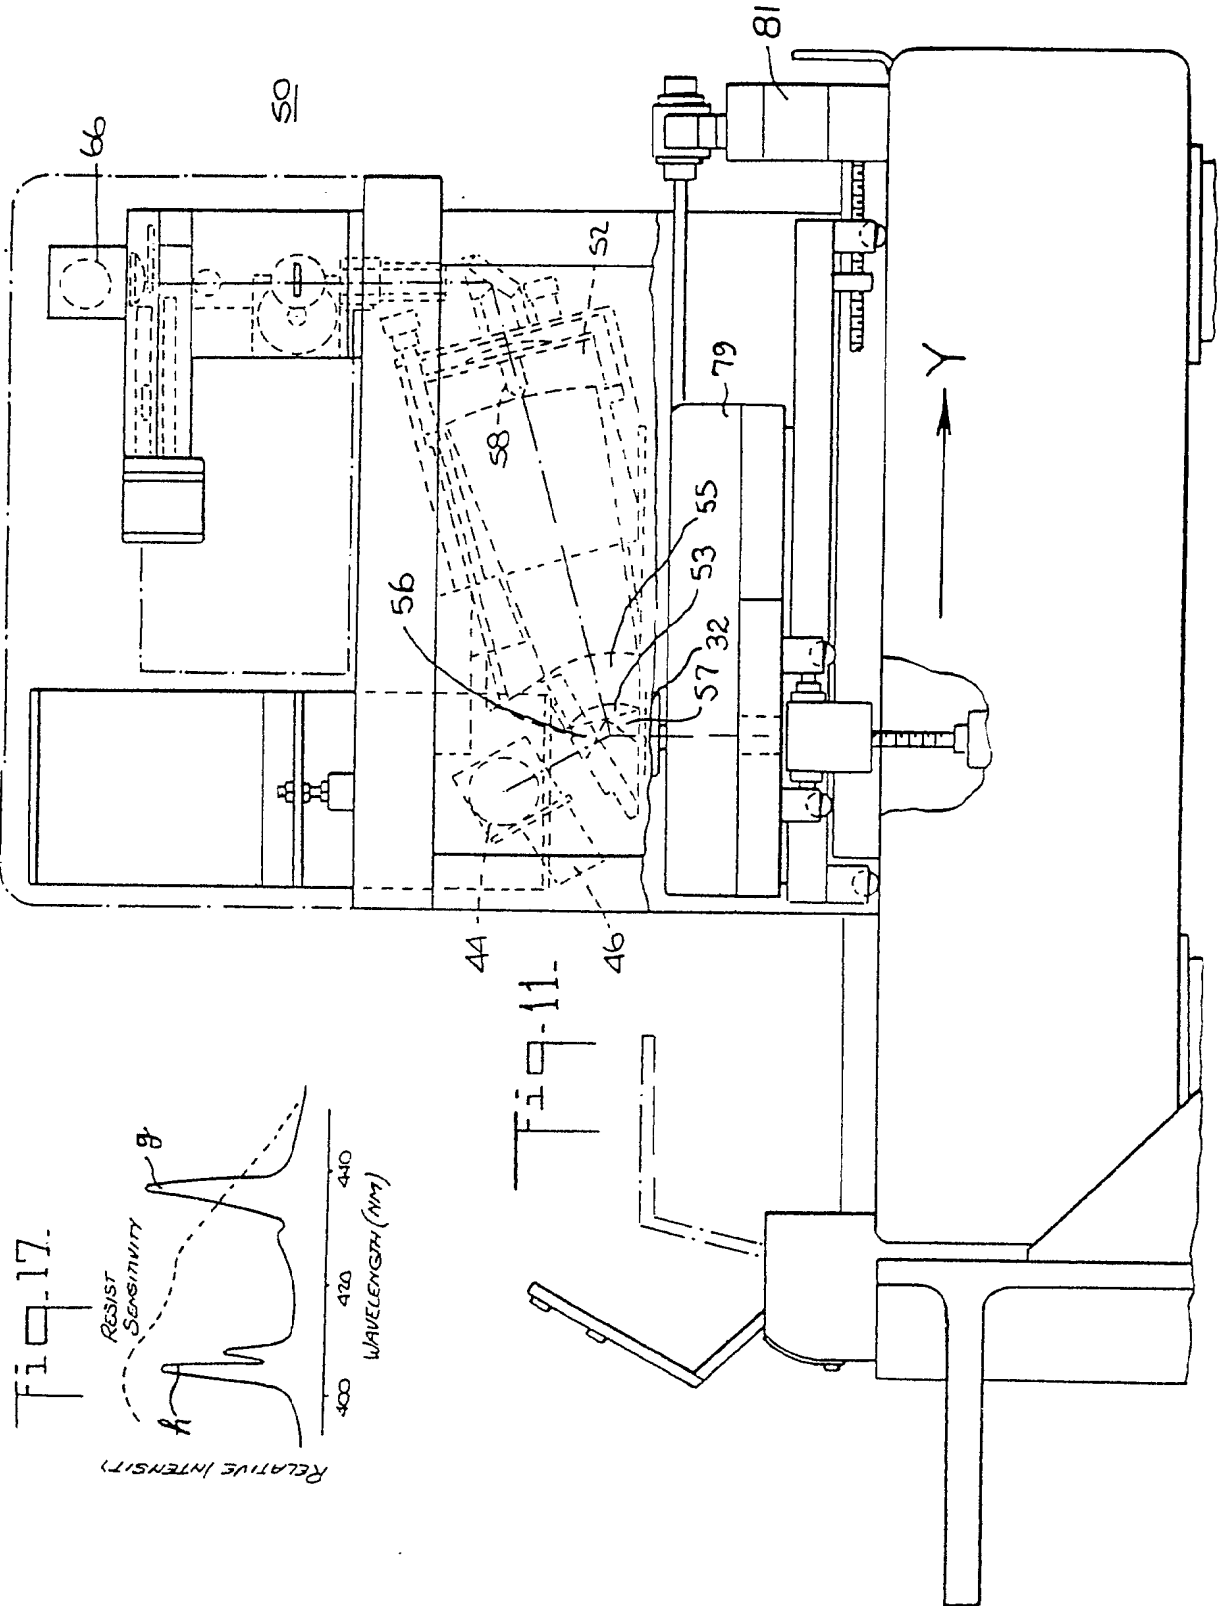 Fig.17.
RELATIVE INTENSIT
RESIST
SENSITIVITY
h
g
400
420
440
WAVELENGTH (NM)
Fig.11.
50
66
81
52
58
79
56
55
53
32
57
44
46
Y